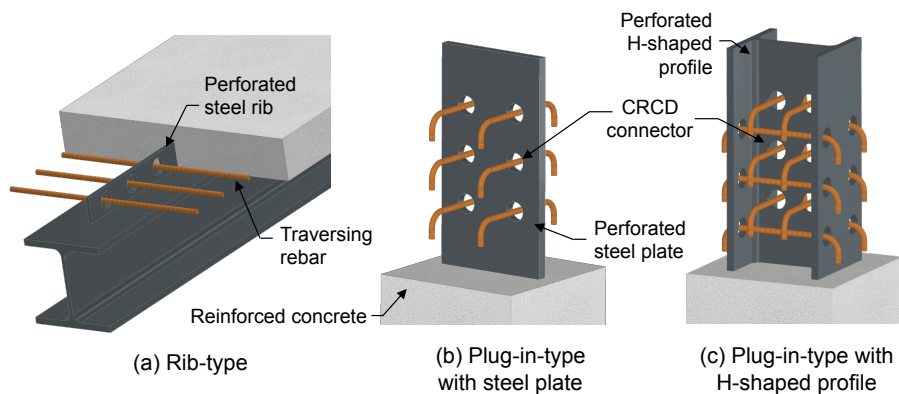 Perforated
steel rib
Traversing
rebar
Reinforced concrete
(a) Rib-type
CRCD
connector
Perforated
steel plate
(b) Plug-in-type
with steel plate
Perforated
H-shaped
profile
(c) Plug-in-type with
H-shaped profile